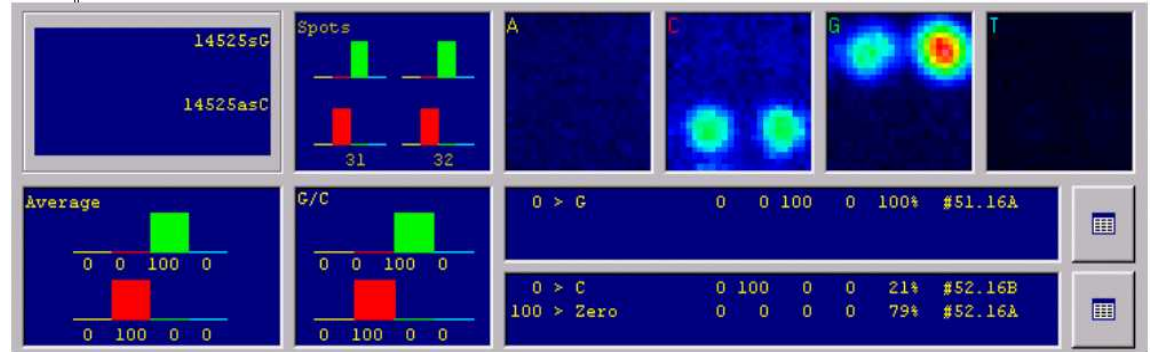 14525sG
14525asC
Spots
31 32
A
C
G
T
Average
0 0 100 0
0 100 0 0
G/C
0 0 100 0
0 100 0 0
0 > G 0 0 100 0 100% #51.16A
0 > C 0 100 0 0 21% #52.16B
100 > Zero 0 0 0 0 79% #52.16A